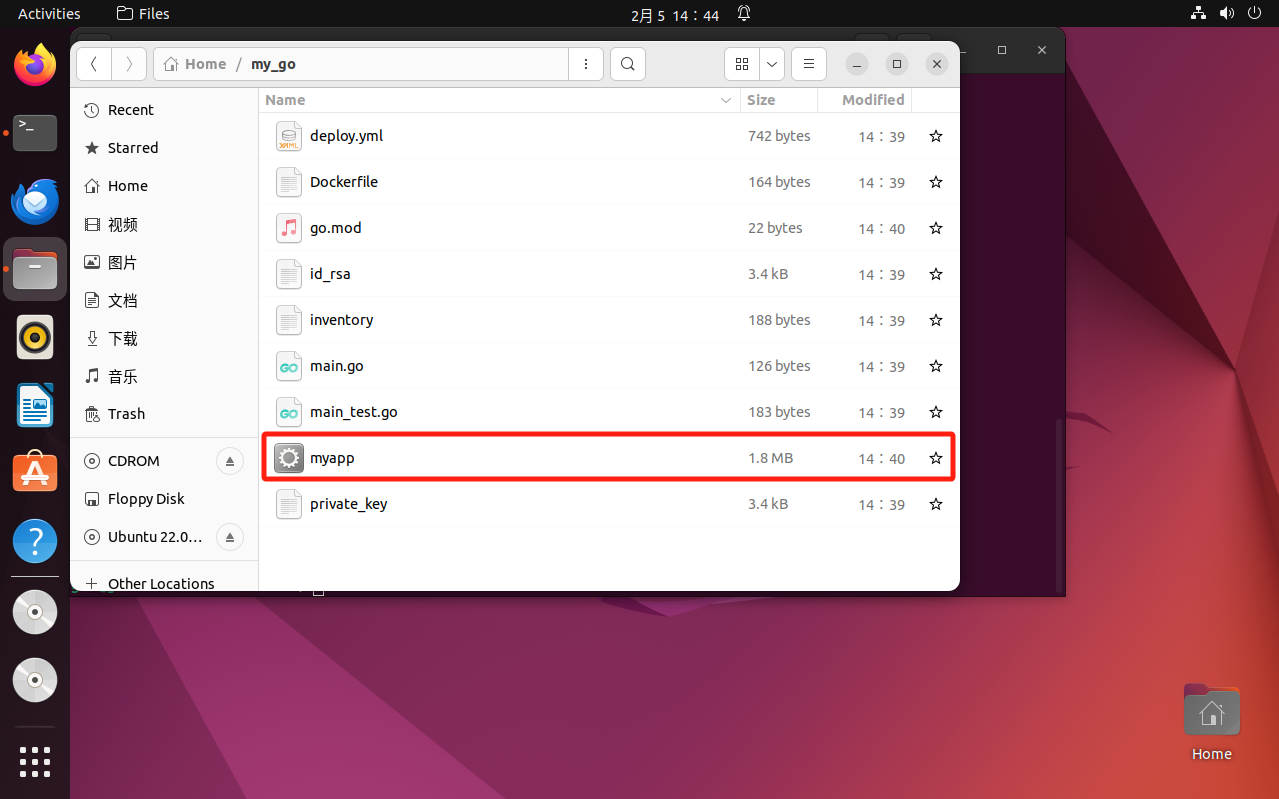 Activities Files 2月 5 14：44
Home / my_go
Name Size Modified
Recent
Starred
Home
视频
图片
文档
下载
音乐
Trash
CDROM
Floppy Disk
Ubuntu 22.0…
Other Locations
deploy.yml 742 bytes 14：39
Dockerfile 164 bytes 14：39
go.mod 22 bytes 14：40
id_rsa 3.4 kB 14：39
inventory 188 bytes 14：39
main.go 126 bytes 14：39
main_test.go 183 bytes 14：39
myapp 1.8 MB 14：40
private_key 3.4 kB 14：39
Home